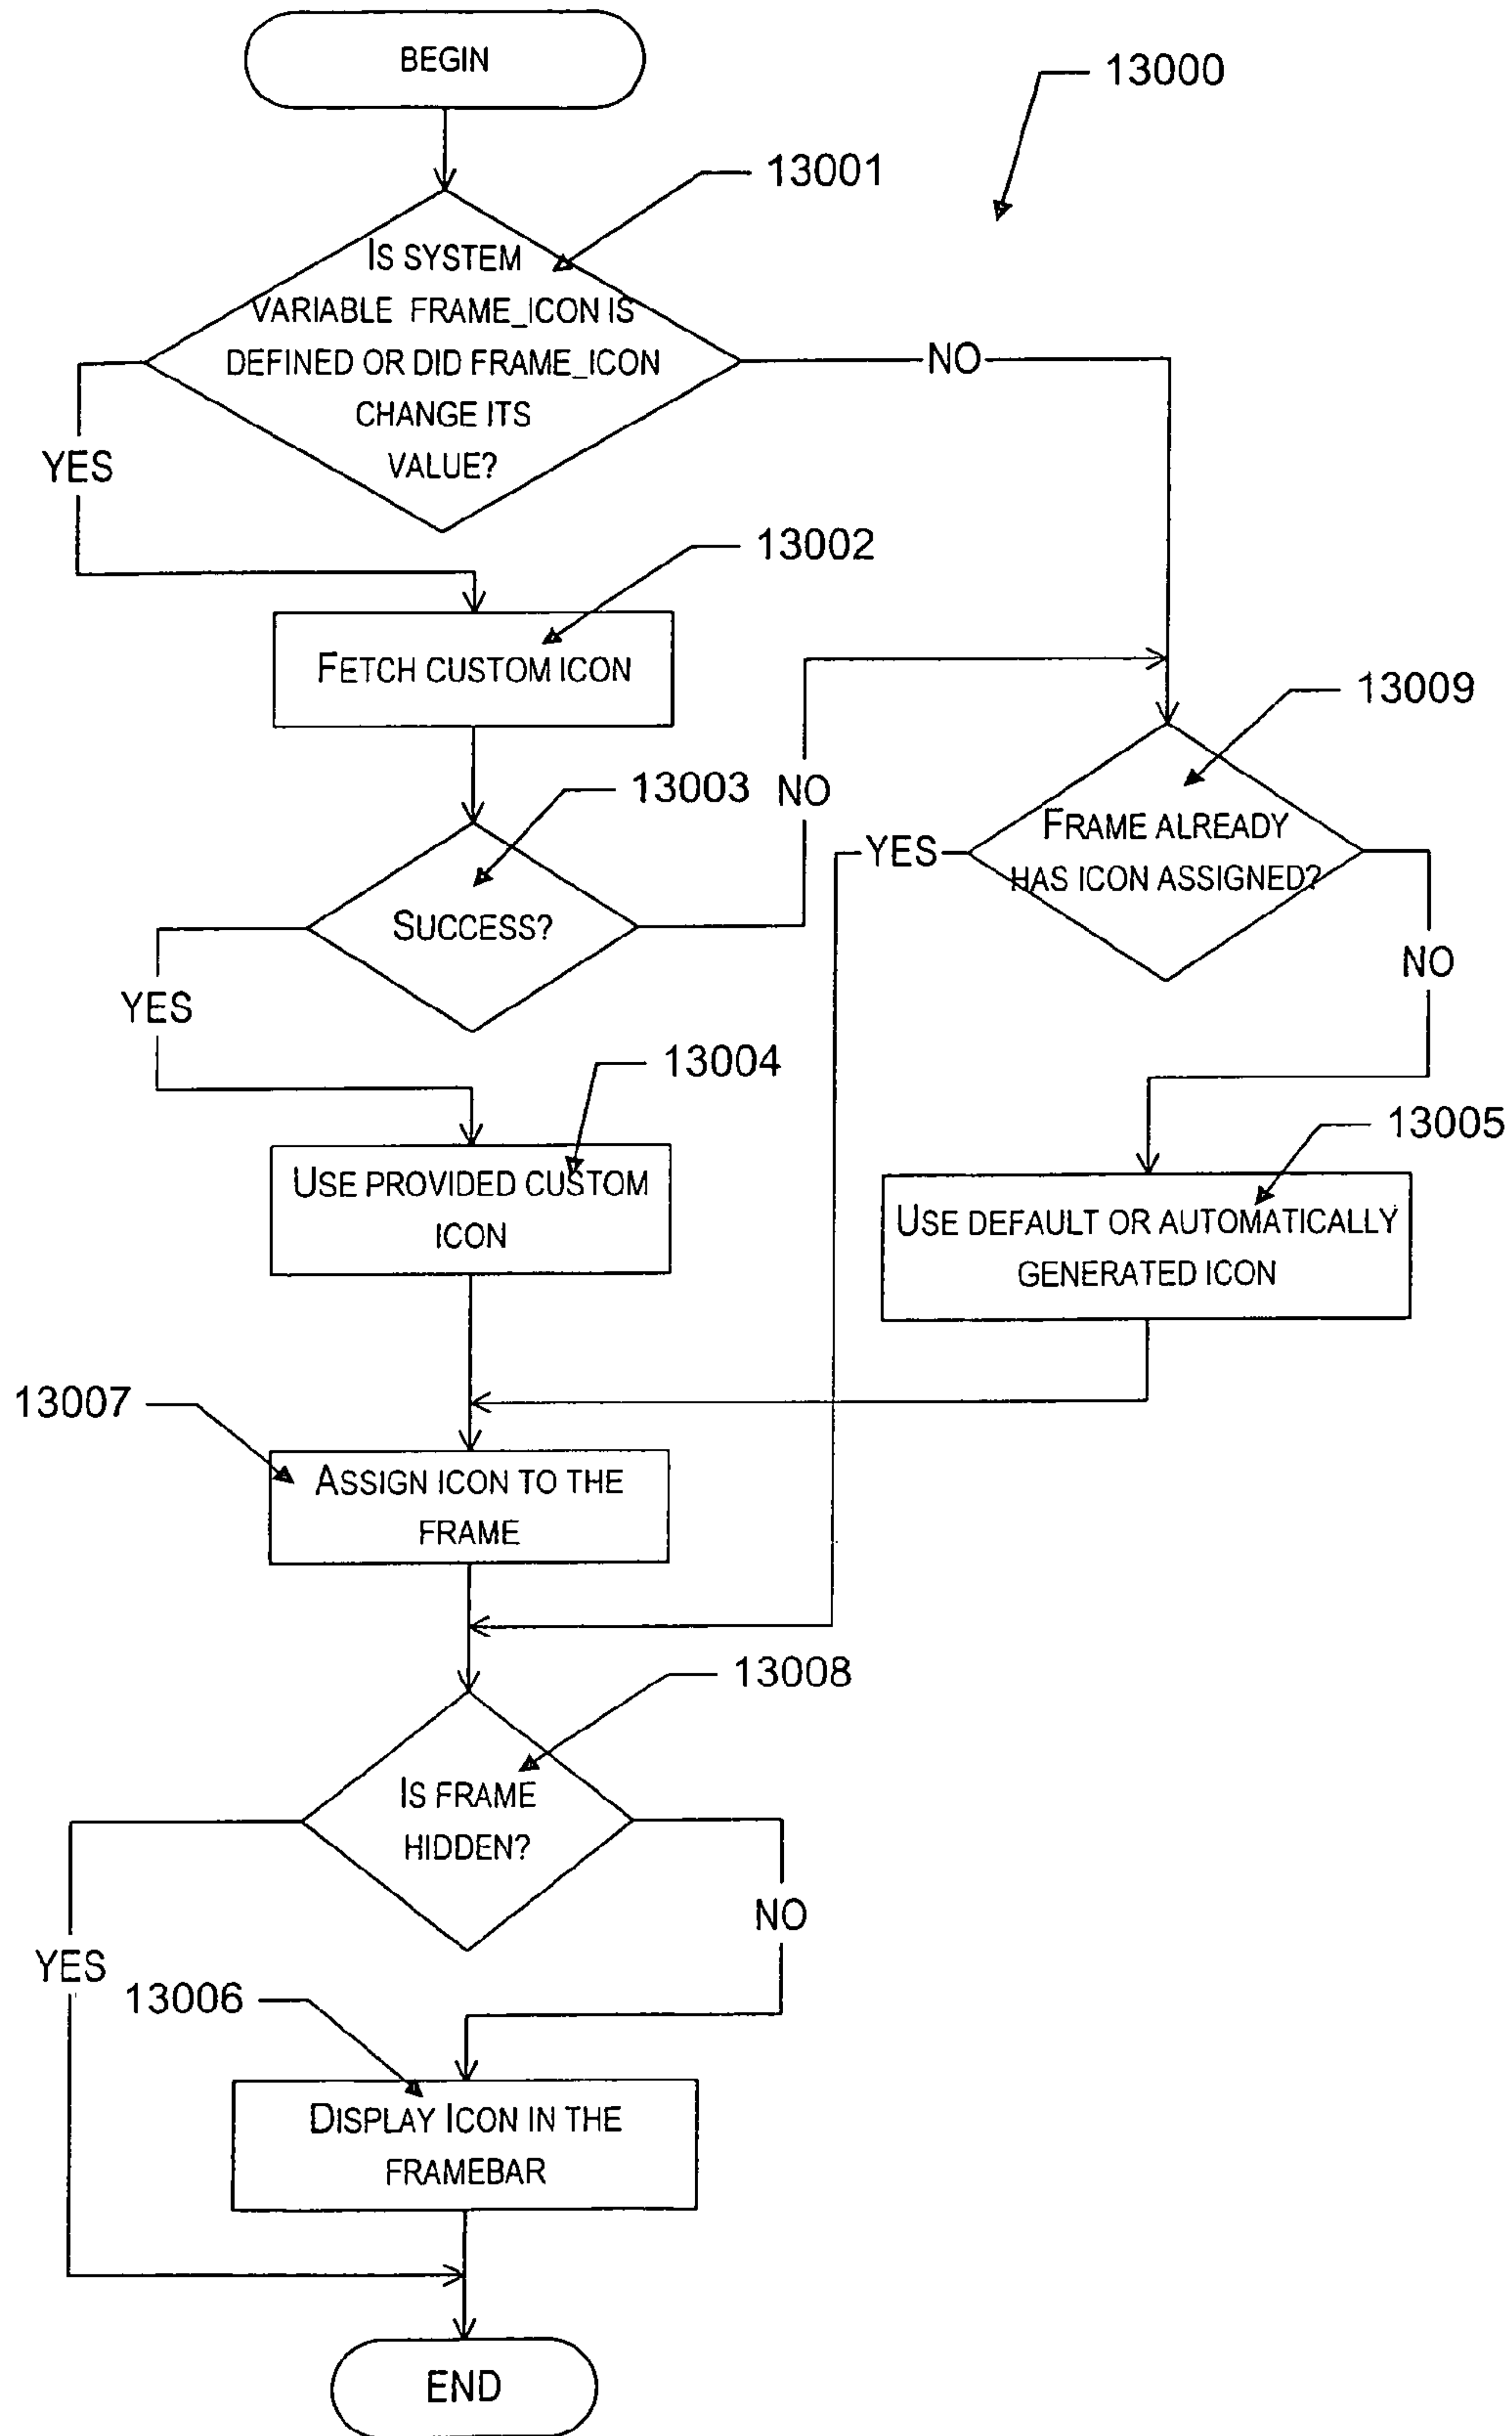 BEGIN
13000
13001
IS SYSTEM
VARIABLE FRAME_ICON IS
DEFINED OR DID FRAME_ICON
CHANGE ITS
VALUE?
NO
YES
13002
FETCH CUSTOM ICON
13009
13003
NO
FRAME ALREADY
HAS ICON ASSIGNED?
YES
SUCCESS?
NO
YES
13004
13005
USE PROVIDED CUSTOM
ICON
USE DEFAULT OR AUTOMATICALLY
GENERATED ICON
13007
ASSIGN ICON TO THE
FRAME
13008
IS FRAME
HIDDEN?
NO
YES
13006
DISPLAY ICON IN THE
FRAMEBAR
END